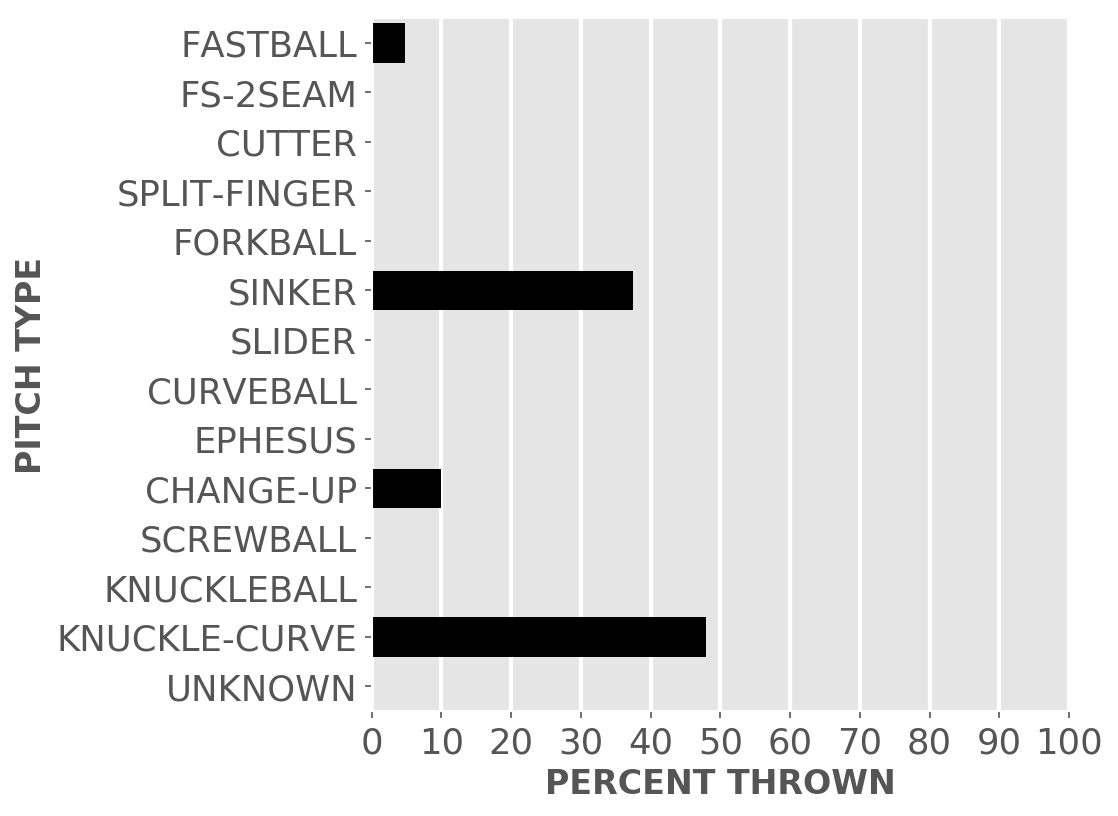 FASTBALL
FS-2SEAM
CUTTER
SPLIT-FINGER
FORKBALL
SINKER
SLIDER
CURVEBALL
EPHESUS
CHANGE-UP
SCREWBALL
KNUCKLEBALL
KNUCKLE-CURVE
UNKNOWN
PITCH TYPE
0 10 20 30 40 50 60 70 80 90 100
PERCENT THROWN